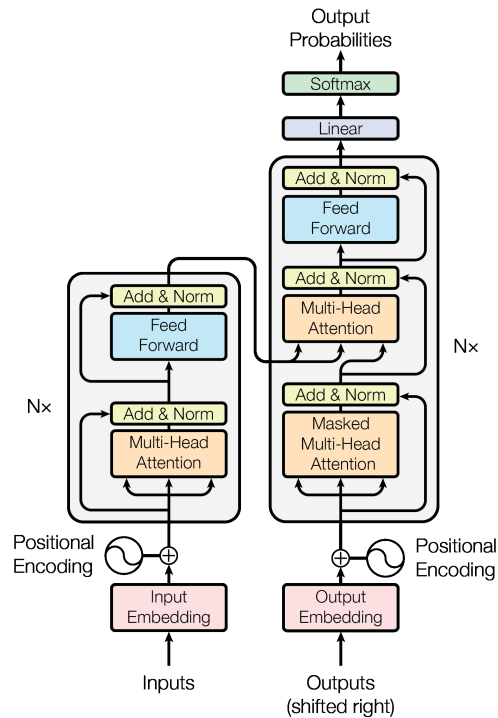 Output
Probabilities
Softmax
Linear
Add & Norm
Feed
Forward
Add & Norm
Multi-Head
Attention
Add & Norm
Masked
Multi-Head
Attention
N×
Add & Norm
Feed
Forward
N×
Add & Norm
Multi-Head
Attention
Positional
Encoding
Positional
Encoding
Input
Embedding
Output
Embedding
Inputs
Outputs
(shifted right)